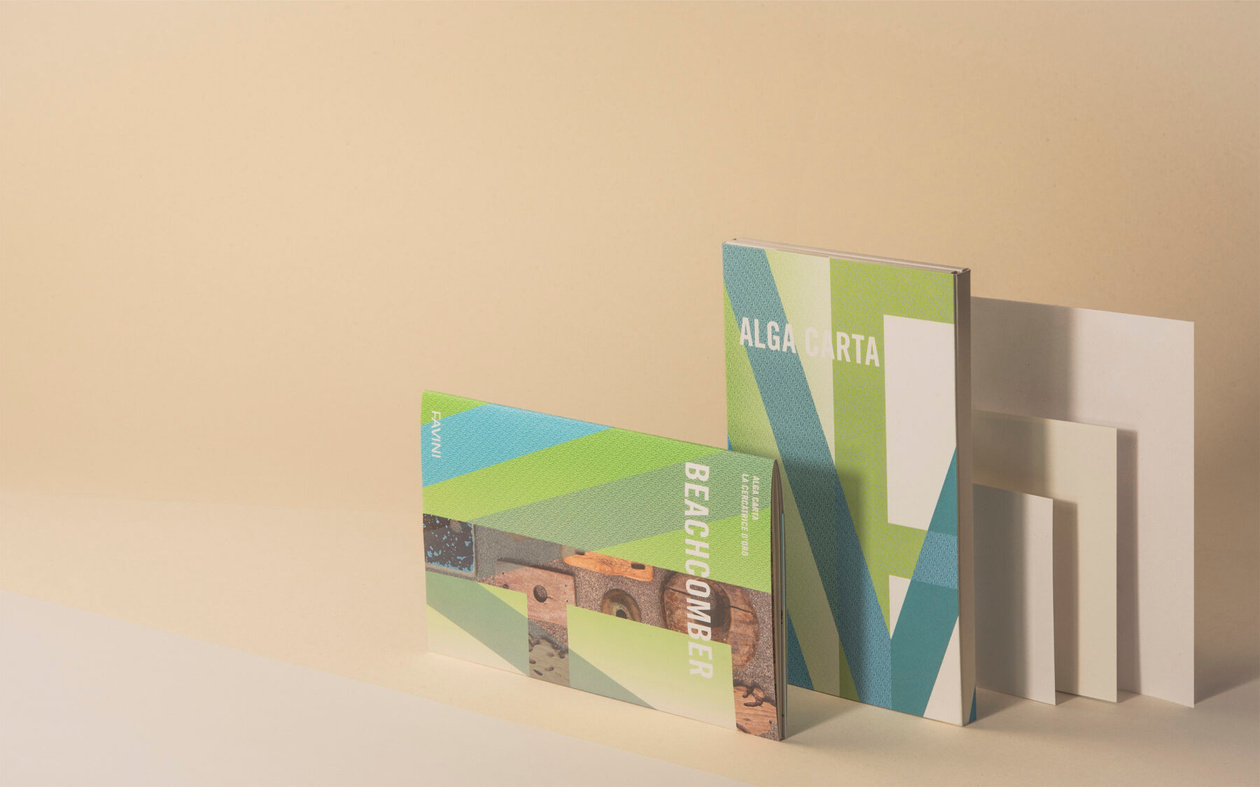 FAVINI
BEACHCOMBER
ALGA CARTA
LA CERCATRICE D'ORO
ALGA CARTA